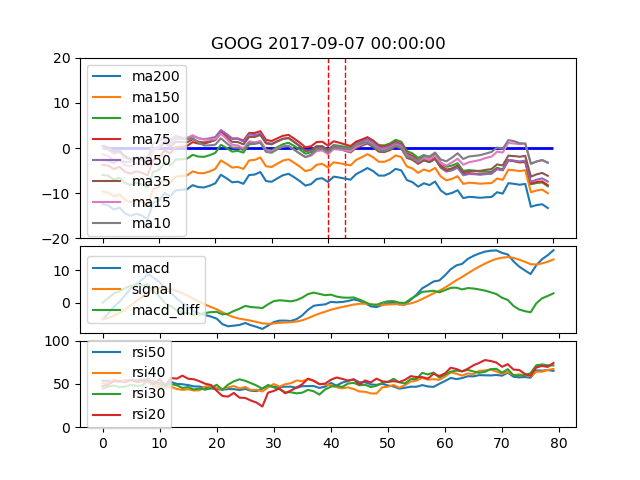 GOOG 2017-09-07 00:00:00
20
10
0
−10
−20
ma200
ma150
ma100
ma75
ma50
ma35
ma15
ma10
10
0
macd
signal
macd_diff
100
50
0
rsi50
rsi40
rsi30
rsi20
0 10 20 30 40 50 60 70 80